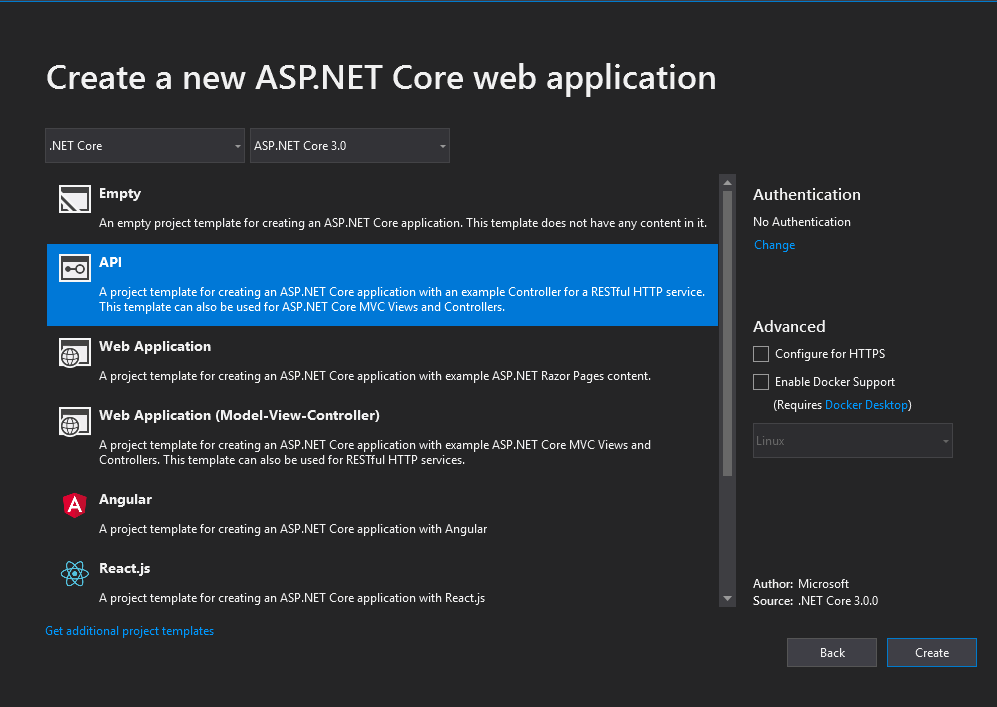 Create a new ASP.NET Core web application
.NET Core
ASP.NET Core 3.0
Empty
An empty project template for creating an ASP.NET Core application. This template does not have any content in it.
API
A project template for creating an ASP.NET Core application with an example Controller for a RESTful HTTP service.
This template can also be used for ASP.NET Core MVC Views and Controllers.
Web Application
A project template for creating an ASP.NET Core application with example ASP.NET Razor Pages content.
Web Application (Model-View-Controller)
A project template for creating an ASP.NET Core application with example ASP.NET Core MVC Views and
Controllers. This template can also be used for RESTful HTTP services.
Angular
A project template for creating an ASP.NET Core application with Angular
React.js
A project template for creating an ASP.NET Core application with React.js
Get additional project templates
Authentication
No Authentication
Change
Advanced
Configure for HTTPS
Enable Docker Support
(Requires Docker Desktop)
Linux
Author: Microsoft
Source: .NET Core 3.0.0
Back
Create